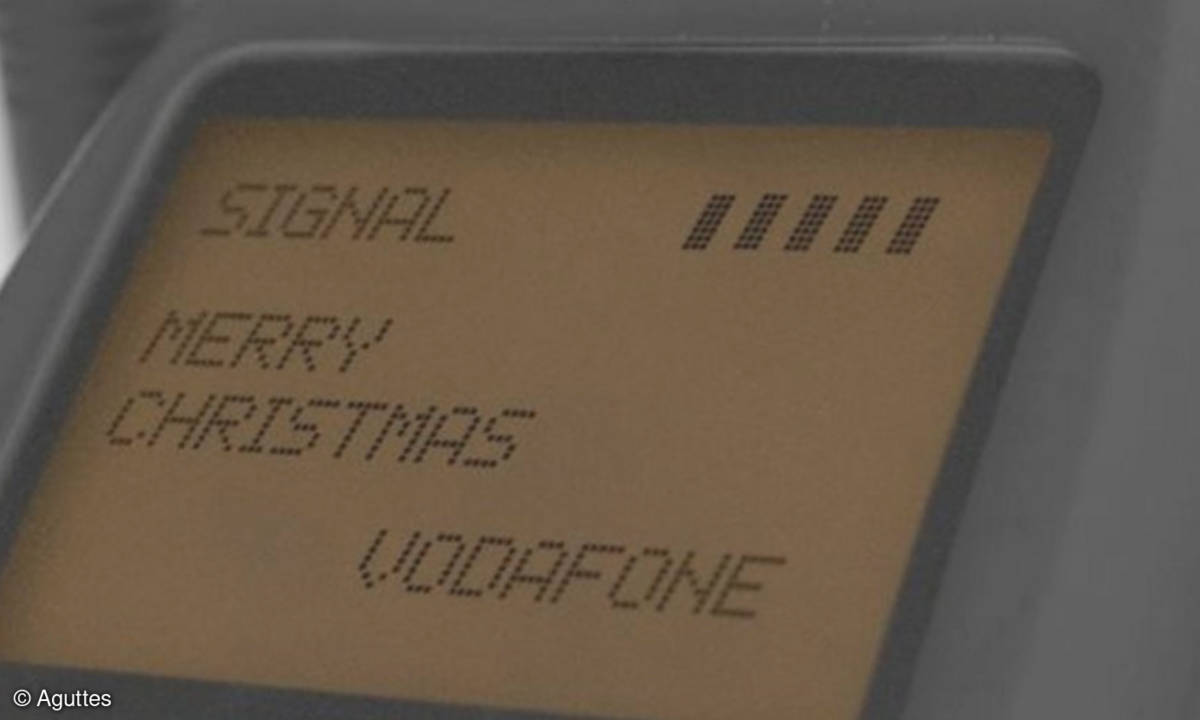 SIGNAL
MERRY
CHRISTMAS
VODAFONE
© Aguttes